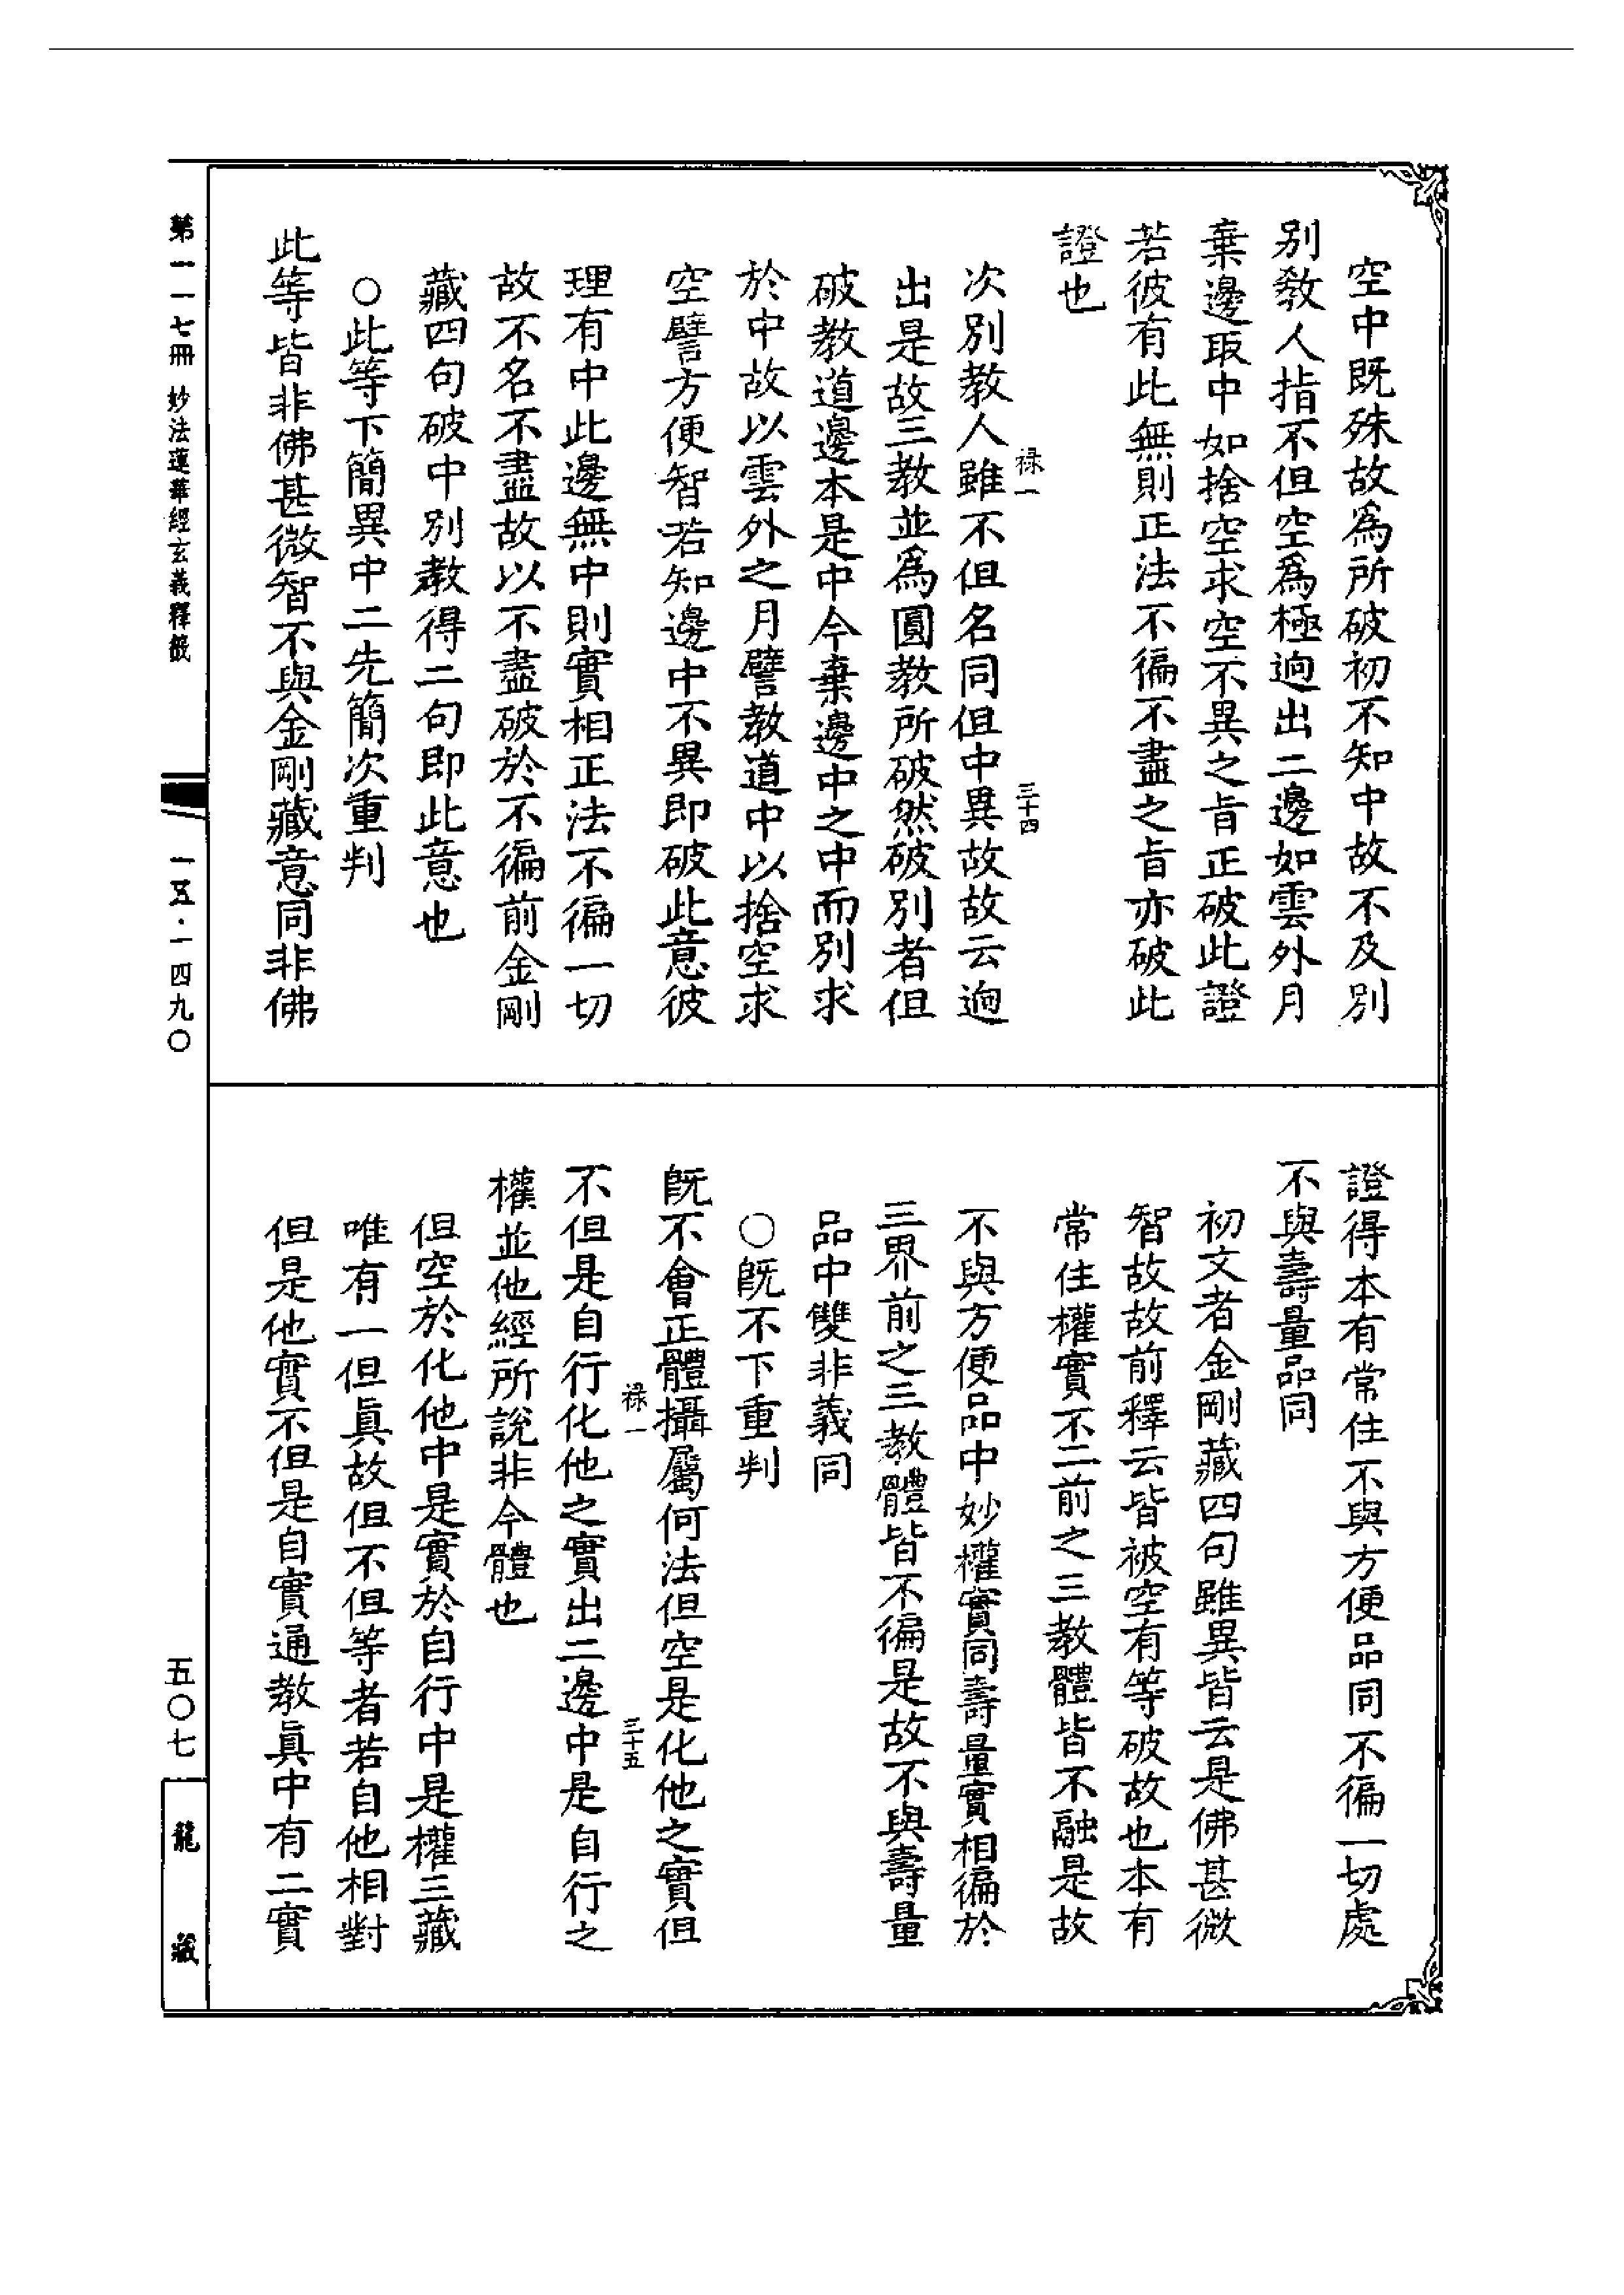 空中既殊故爲所破初不知中故不及別
別敎人指不但空爲極逈出二邊如雲外月
棄邊取中如捨空求空不異之旨正破此證
若彼有此無則正法不徧不盡之旨亦破此
證也
次別教人雖不但名同但中異故故云逈
祿一
三十四
出是故三教並爲圓教所破然破別者但
破教道邊本是中今棄邊中之中而別求
於中故以雲外之月譬教道中以捨空求
空譬方便智若知邊中不異即破此意彼
理有中此邊無中則實相正法不徧一切
故不名不盡故以不盡破於不徧前金剛
藏四句破中別教得二句即此意也
○此等下簡異中二先簡次重判
此等皆非佛甚微智不與金剛藏意同非佛
證得本有常住不與方便品同不徧一切處
不與壽量品同
初文者金剛藏四句雖異皆云是佛甚微
智故故前釋云皆被空有等破故也本有
常住權實不二前之三教體皆不融是故
不與方便品中妙權實同壽量實相徧於
三界前之三教體皆不徧是故不與壽量
品中雙非義同
○旣不下重判
旣不會正體攝屬何法但空是化他之實但
祿一
三十五
不但是自行化他之實出二邊中是自行之
權並他經所說非今體也
但空於化他中是實於自行中是權三藏
唯有一但眞故但不但等者若自他相對
但是他實不但是自實通教眞中有二實
第一一七冊 妙法蓮華經玄義釋籤
一五·一四九〇
五〇七
龍藏